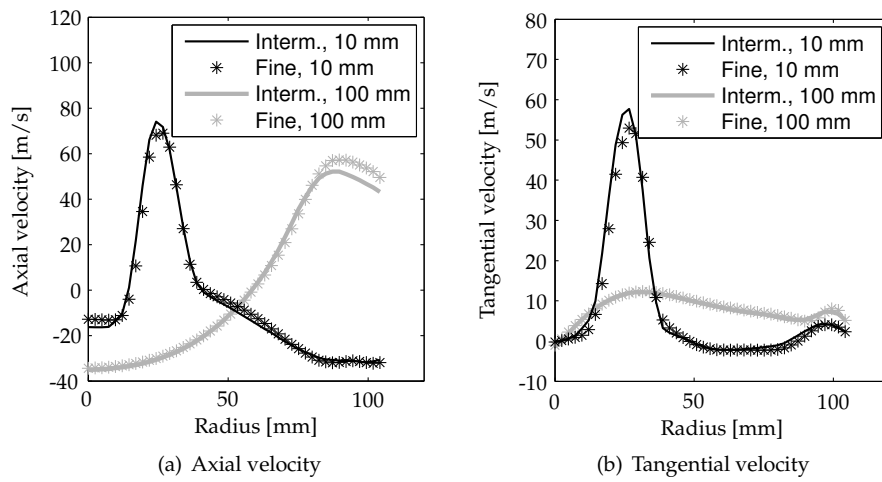 120
100
80
60
40
20
0
-20
-40
Axial velocity [m/s]
Interm., 10 mm
Fine, 10 mm
Interm., 100 mm
Fine, 100 mm
0
50
100
Radius [mm]
(a) Axial velocity
80
70
60
50
40
30
20
10
0
-10
Tangential velocity [m/s]
Interm., 10 mm
Fine, 10 mm
Interm., 100 mm
Fine, 100 mm
0
50
100
Radius [mm]
(b) Tangential velocity